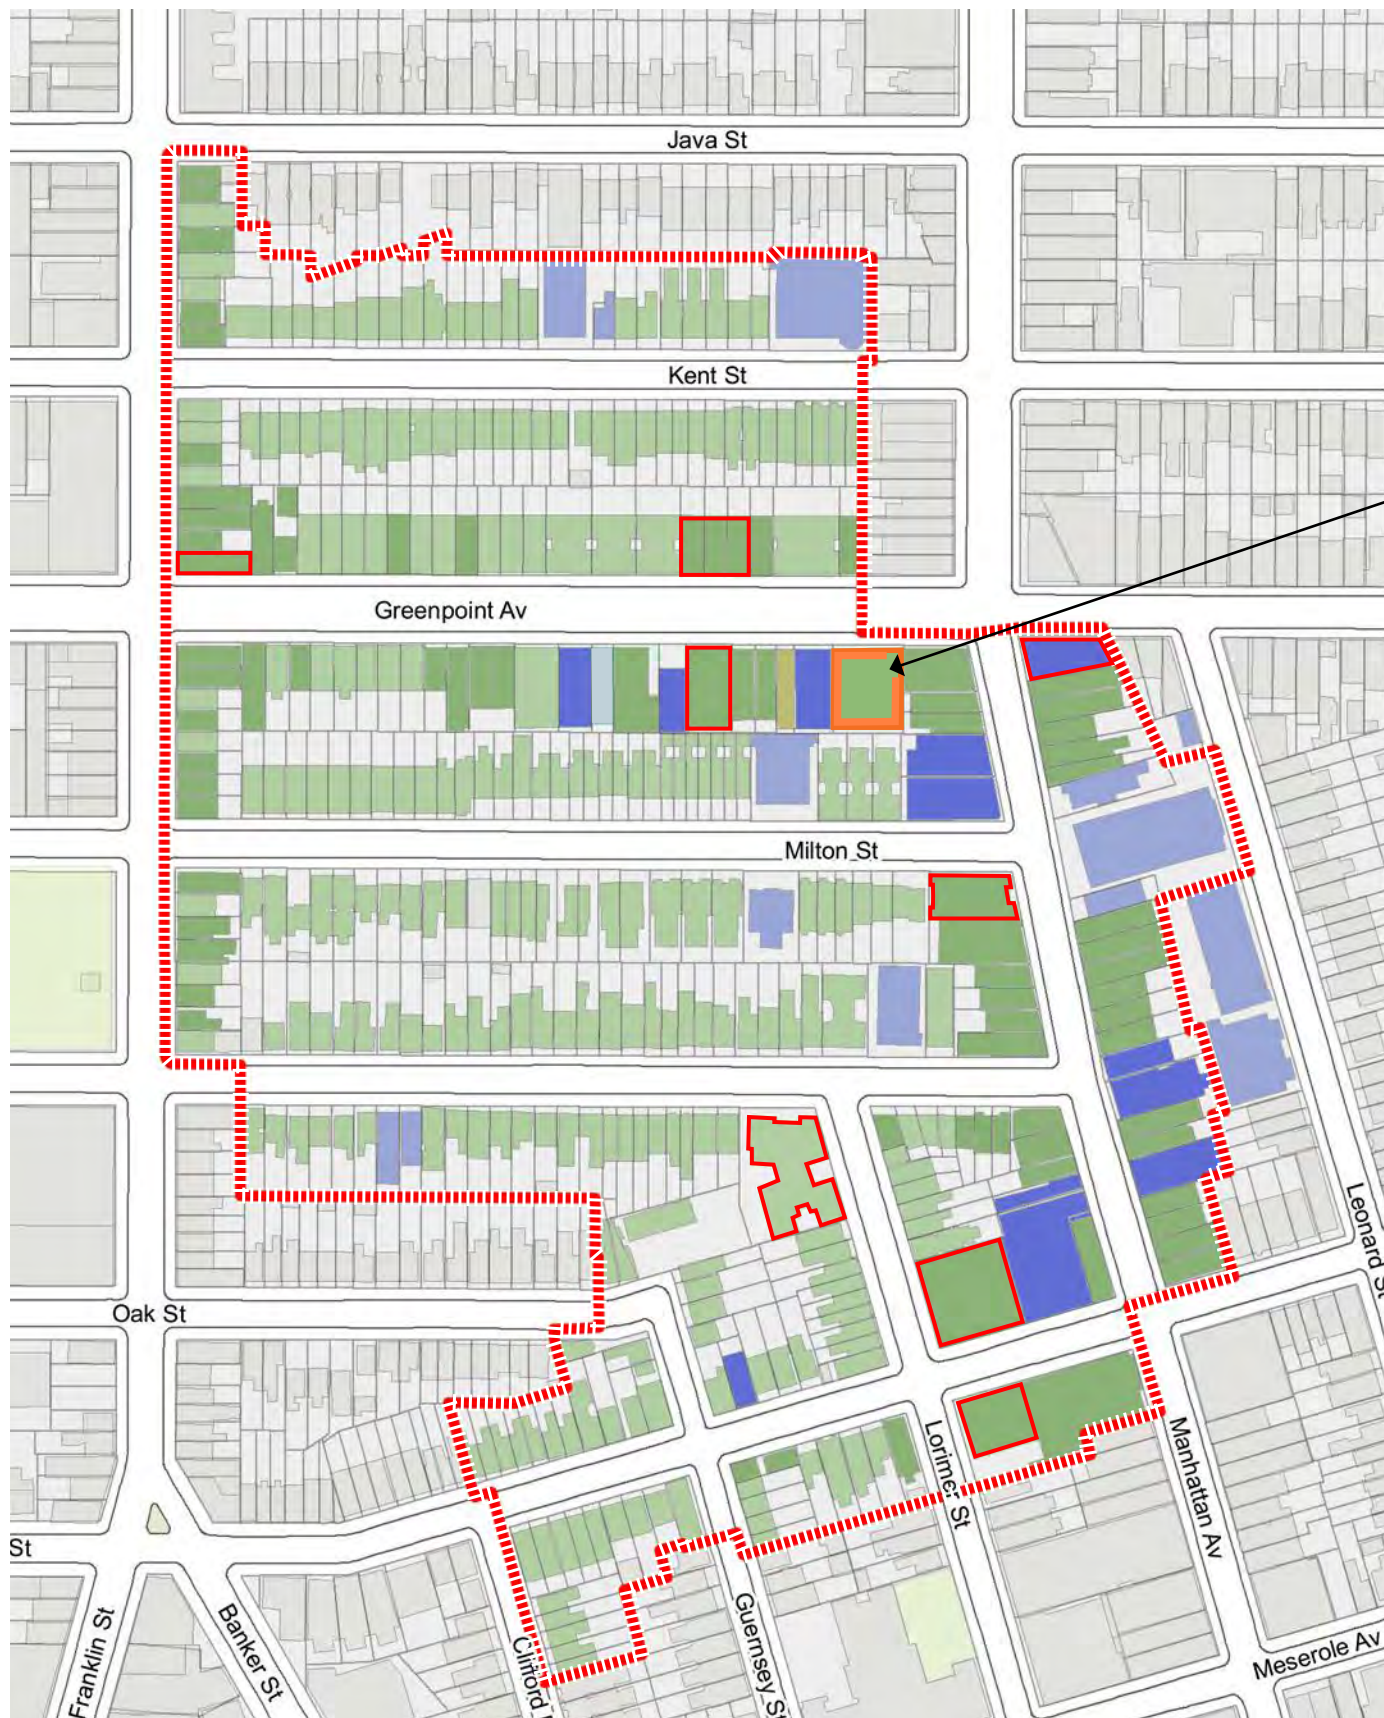 Java St
Kent St
Greenpoint Av
Milton St
Oak St
Leonard St
Lorimer St
Manhattan Av
St
Franklin St
Banker St
Clifford
Guernsey St
Meserole Av